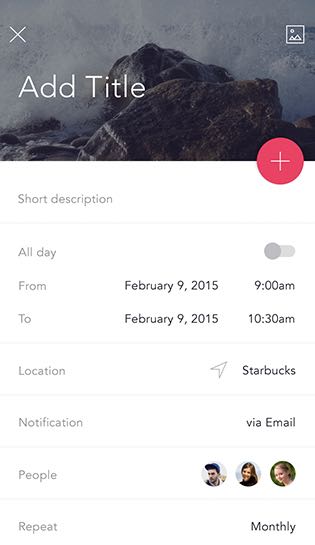 Add Title
Short description
All day
From February 9, 2015 9:00am
To February 9, 2015 10:30am
Location Starbucks
Notification via Email
People
Repeat Monthly